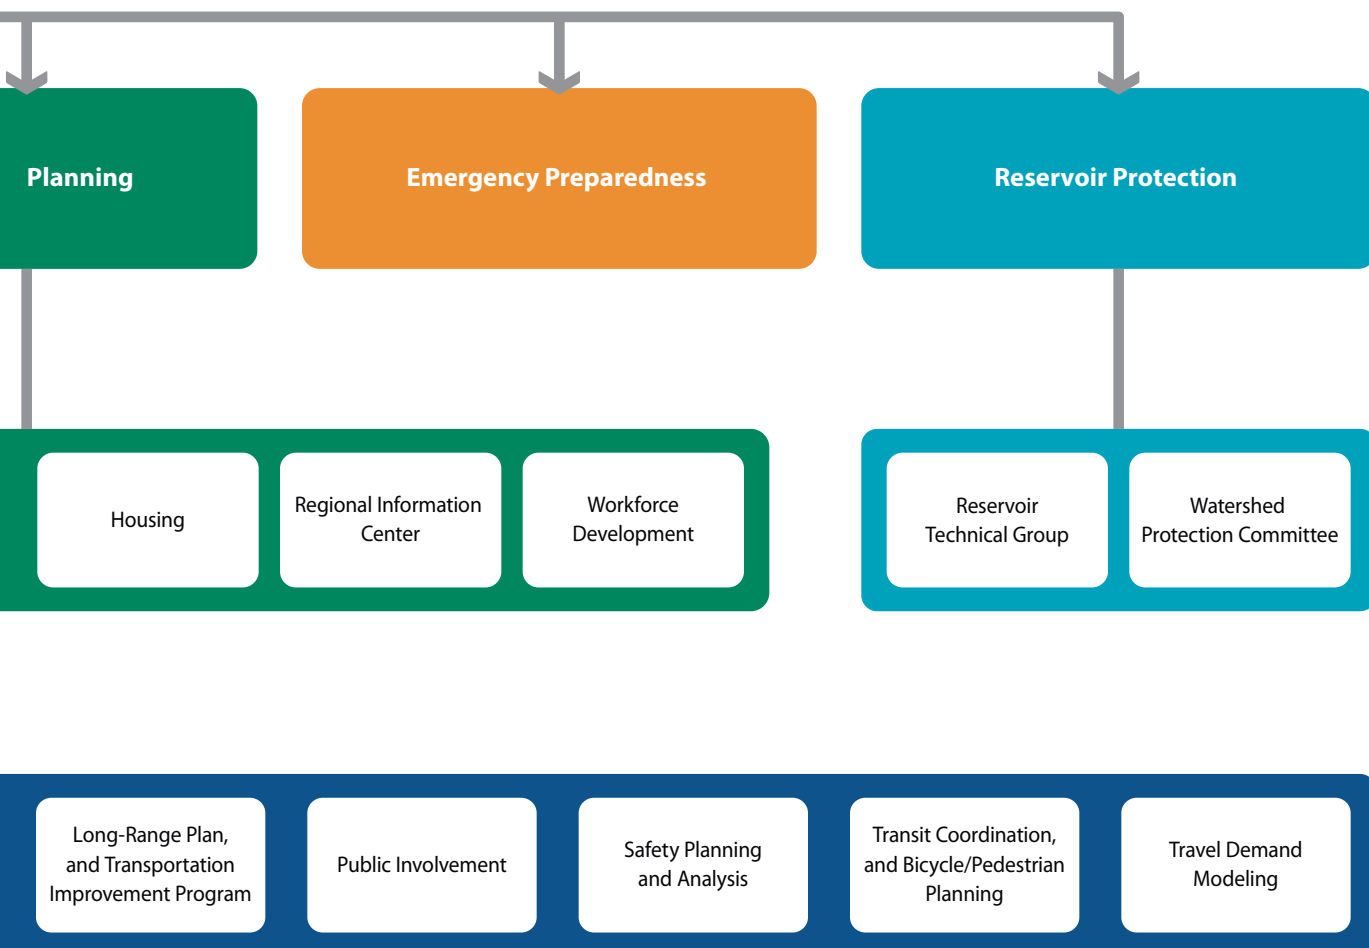 Planning
Emergency Preparedness
Reservoir Protection
Housing
Regional Information
Center
Workforce
Development
Reservoir
Technical Group
Watershed
Protection Committee
Long-Range Plan,
and Transportation
Improvement Program
Public Involvement
Safety Planning
and Analysis
Transit Coordination,
and Bicycle/Pedestrian
Planning
Travel Demand
Modeling